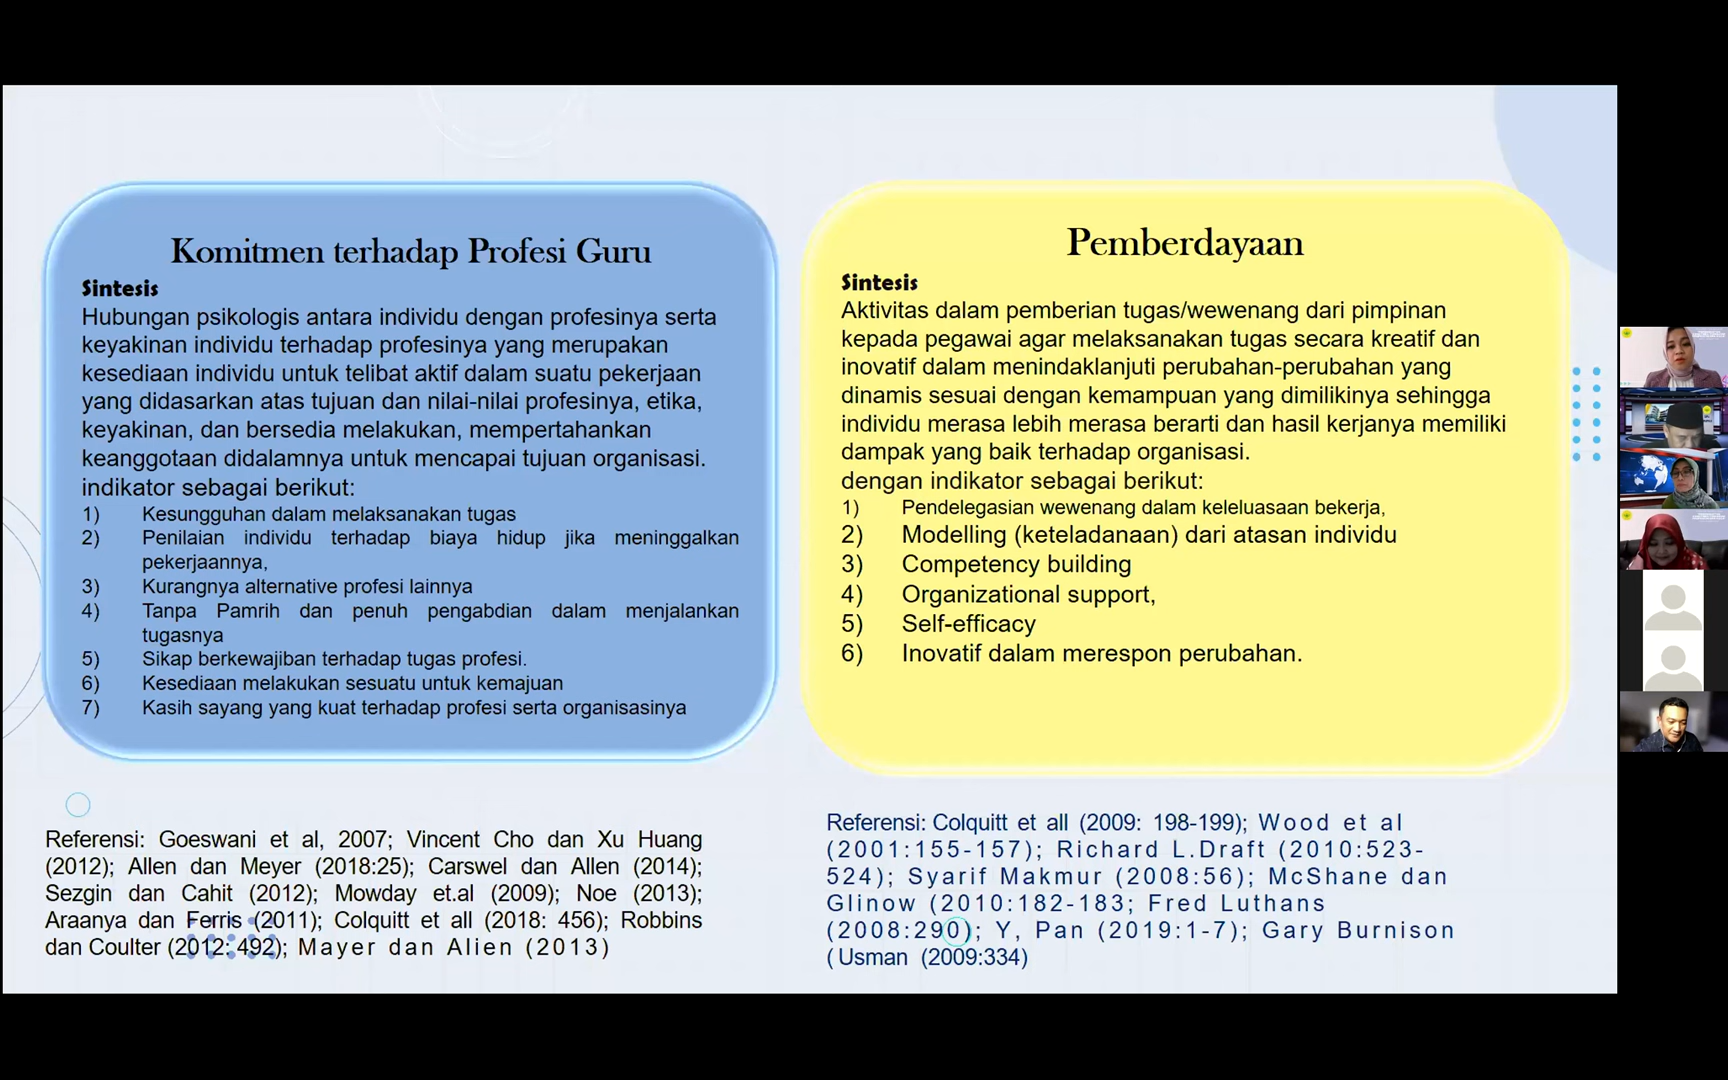 Komitmen terhadap Profesi Guru
Sintesis
Hubungan psikologis antara individu dengan profesinya serta
keyakinan individu terhadap profesinya yang merupakan
kesediaan individu untuk telibat aktif dalam suatu pekerjaan
yang didasarkan atas tujuan dan nilai-nilai profesinya, etika,
keyakinan, dan bersedia melakukan, mempertahankan
keanggotaan didalamnya untuk mencapai tujuan organisasi.
indikator sebagai berikut:
1) Kesungguhan dalam melaksanakan tugas
2) Penilaian individu terhadap biaya hidup jika meninggalkan
pekerjaannya,
3) Kurangnya alternative profesi lainnya
4) Tanpa Pamrih dan penuh pengabdian dalam menjalankan
tugasnya
5) Sikap berkewajiban terhadap tugas profesi.
6) Kesediaan melakukan sesuatu untuk kemajuan
7) Kasih sayang yang kuat terhadap profesi serta organisasinya
Referensi: Goeswani et al, 2007; Vincent Cho dan Xu Huang
(2012); Allen dan Meyer (2018:25); Carswel dan Allen (2014);
Sezgin dan Cahit (2012); Mowday et.al (2009); Noe (2013);
Araanya dan Ferris (2011); Colquitt et all (2018: 456); Robbins
dan Coulter (2012: 492); Mayer dan Alien (2013)
Pemberdayaan
Sintesis
Aktivitas dalam pemberian tugas/wewenang dari pimpinan
kepada pegawai agar melaksanakan tugas secara kreatif dan
inovatif dalam menindaklanjuti perubahan-perubahan yang
dinamis sesuai dengan kemampuan yang dimilikinya sehingga
individu merasa lebih merasa berarti dan hasil kerjanya memiliki
dampak yang baik terhadap organisasi.
dengan indikator sebagai berikut:
1) Pendelegasian wewenang dalam keleluasaan bekerja,
2) Modelling (keteladanaan) dari atasan individu
3) Competency building
4) Organizational support,
5) Self-efficacy
6) Inovatif dalam merespon perubahan.
Referensi: Colquitt et all (2009: 198-199); Wood et al
(2001:155-157); Richard L.Draft (2010:523-
524); Syarif Makmur (2008:56); McShane dan
Glinow (2010:182-183; Fred Luthans
(2008:290); Y, Pan (2019:1-7); Gary Burnison
( Usman (2009:334)